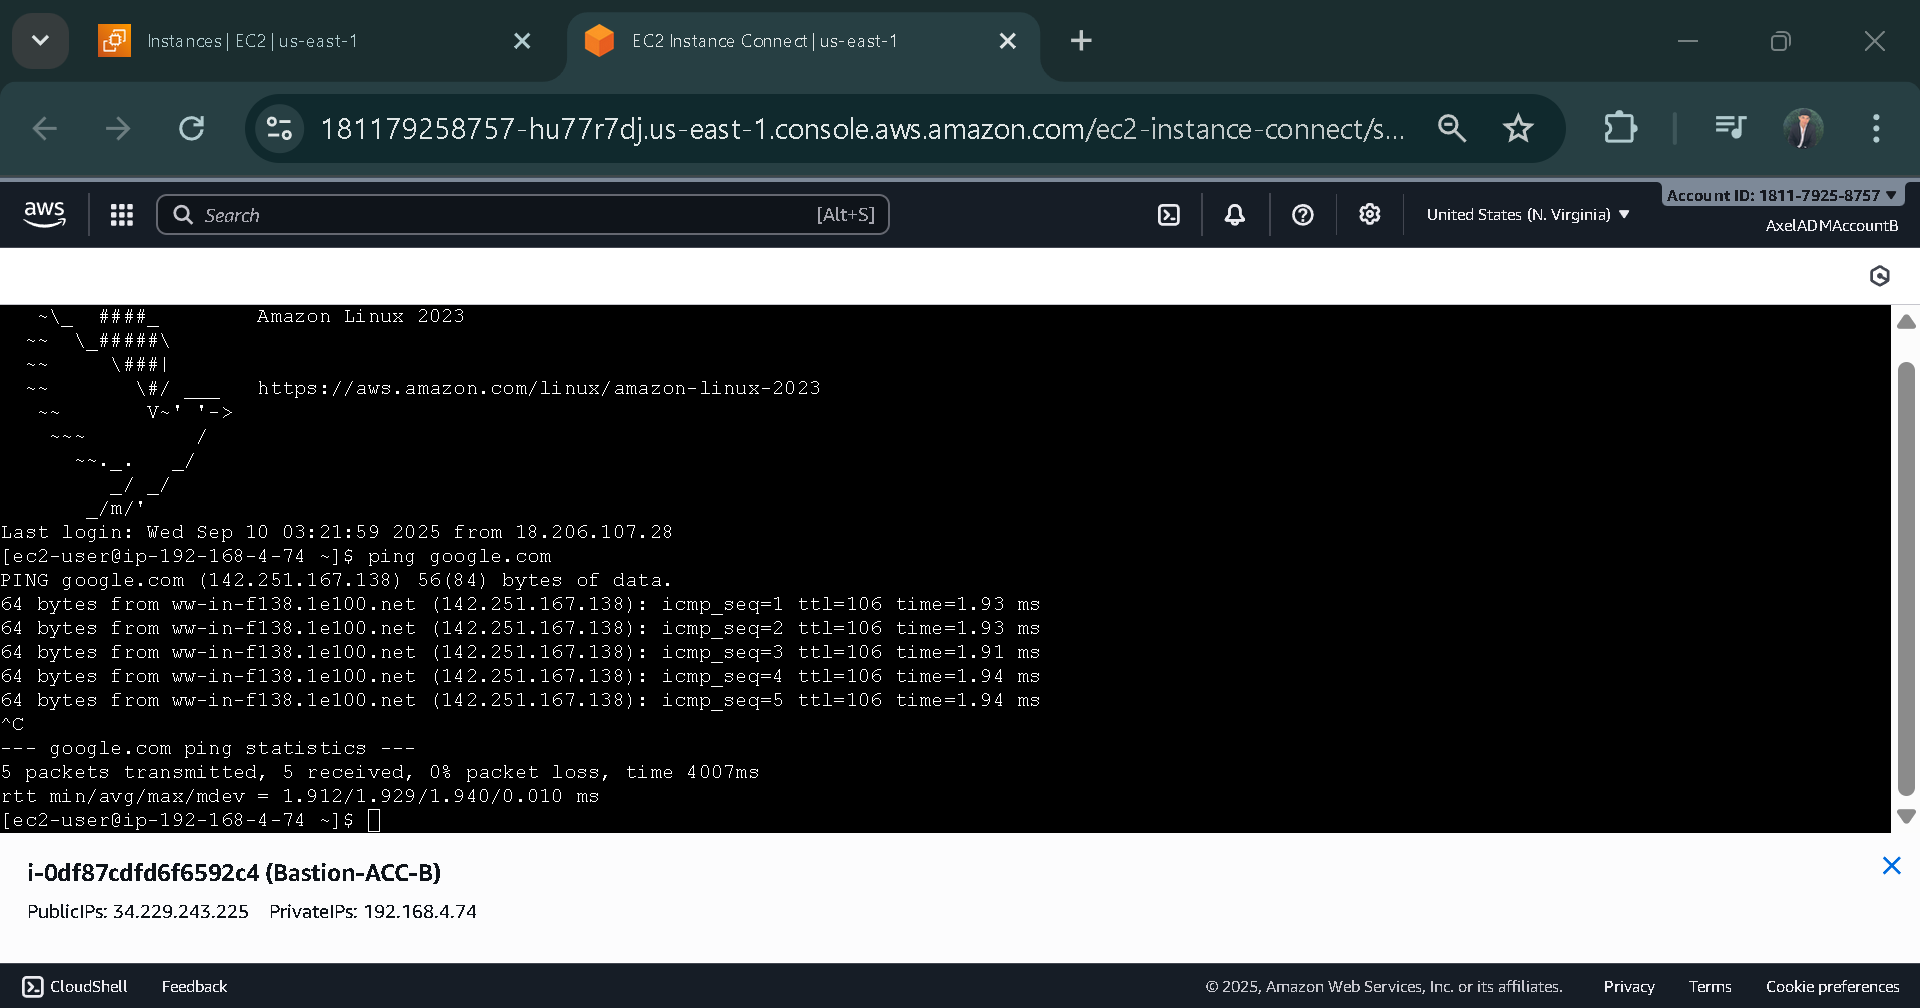 Instances | EC2 | us-east-1
EC2 Instance Connect | us-east-1
181179258757-hu77r7dj.us-east-1.console.aws.amazon.com/ec2-instance-connect/s...
aws
Search
[Alt+S]
United States (N. Virginia)
Account ID: 1811-7925-8757
AxelADMAccountB
~\_  ####_        Amazon Linux 2023
~~  \_#####\
~~     \###|
~~       \#/ ___   https://aws.amazon.com/linux/amazon-linux-2023
~~       V~' '->
~~~         /
~~._.   _/
_/ _/
_/m/'
Last login: Wed Sep 10 03:21:59 2025 from 18.206.107.28
[ec2-user@ip-192-168-4-74 ~]$ ping google.com
PING google.com (142.251.167.138) 56(84) bytes of data.
64 bytes from ww-in-f138.1e100.net (142.251.167.138): icmp_seq=1 ttl=106 time=1.93 ms
64 bytes from ww-in-f138.1e100.net (142.251.167.138): icmp_seq=2 ttl=106 time=1.93 ms
64 bytes from ww-in-f138.1e100.net (142.251.167.138): icmp_seq=3 ttl=106 time=1.91 ms
64 bytes from ww-in-f138.1e100.net (142.251.167.138): icmp_seq=4 ttl=106 time=1.94 ms
64 bytes from ww-in-f138.1e100.net (142.251.167.138): icmp_seq=5 ttl=106 time=1.94 ms
^C
--- google.com ping statistics ---
5 packets transmitted, 5 received, 0% packet loss, time 4007ms
rtt min/avg/max/mdev = 1.912/1.929/1.940/0.010 ms
[ec2-user@ip-192-168-4-74 ~]$
i-0df87cdfd6f6592c4 (Bastion-ACC-B)
PublicIPs: 34.229.243.225    PrivateIPs: 192.168.4.74
CloudShell    Feedback    © 2025, Amazon Web Services, Inc. or its affiliates.    Privacy    Terms    Cookie preferences